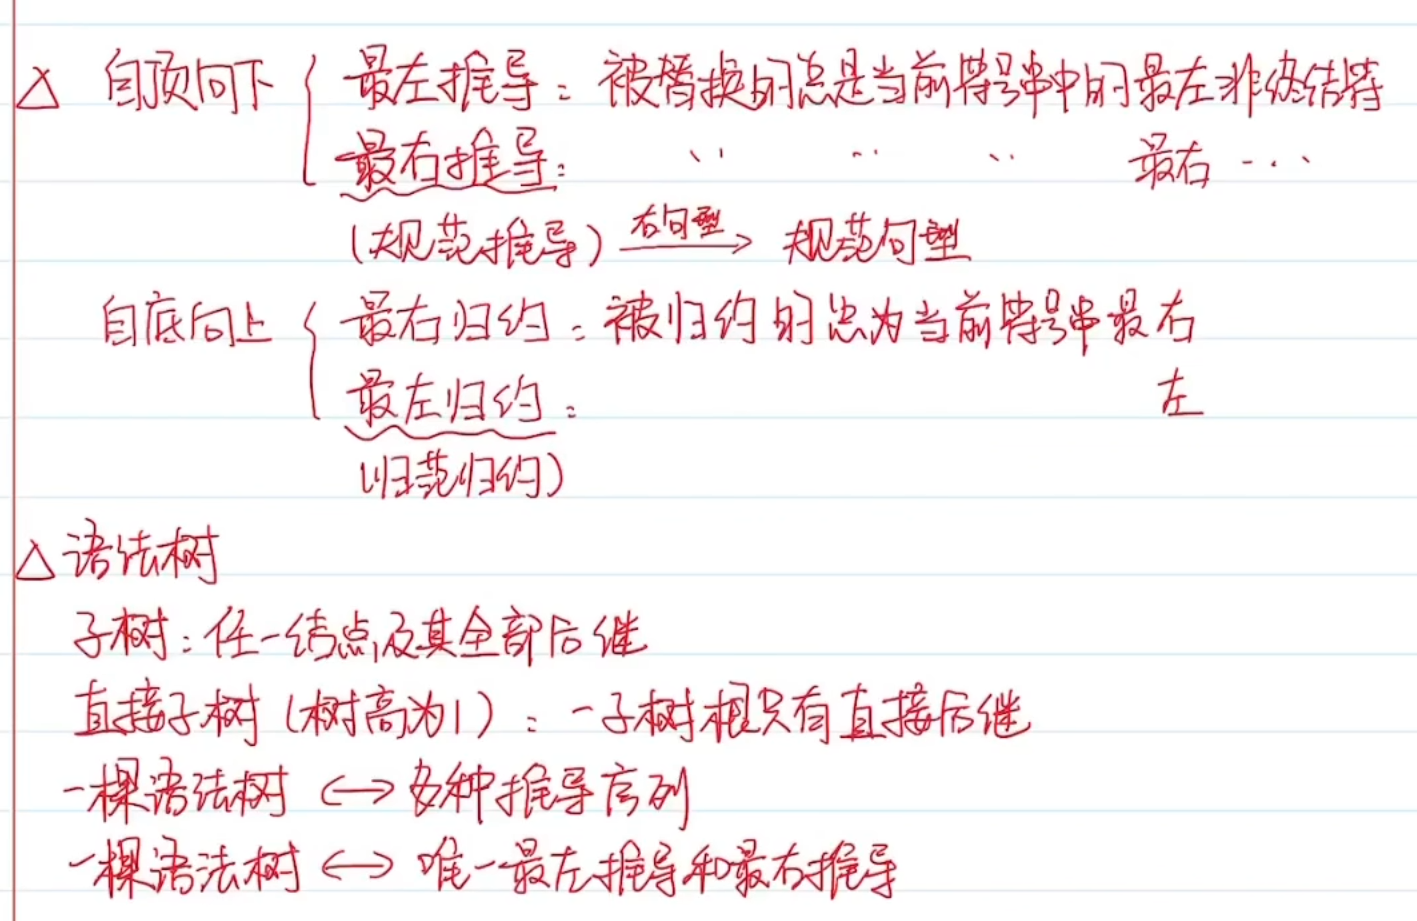 △ 自顶向下 { 最左推导：被替换的总是当前符号串中的最左非终结符
最右推导： 〃 〃 〃 最右 …
(规范推导) 右句型→ 规范句型
自底向上 { 最右归约：被归约的总为当前符号串最右
最左归约： 左
(归范归约)
△ 语法树
子树：任一结点及其全部后继
直接子树 (树高为1)：一子树根只有直接后继
一棵语法树 ↔ 多种推导序列
一棵语法树 ↔ 唯一最左推导和最右推导